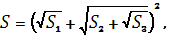 S = (√S₁ + √(S₂ + √S₃))²,